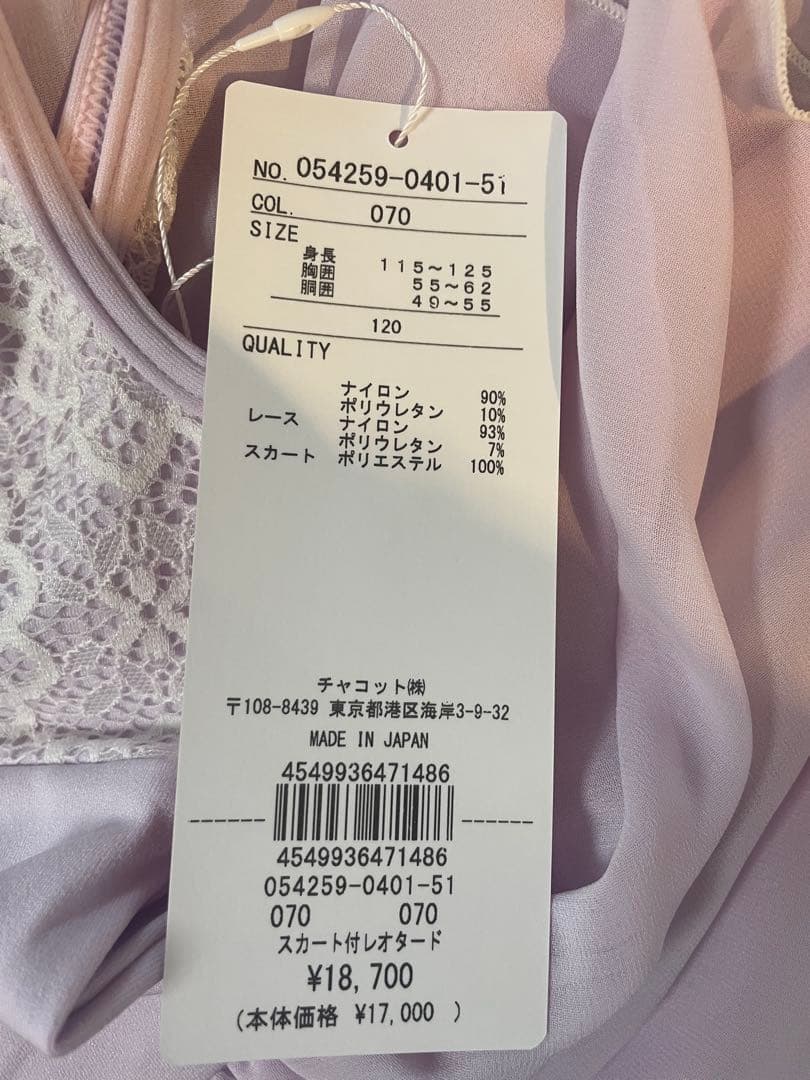 NO. 054259-0401-51
COL. 070
SIZE
身長 115～125
胸囲 55～62
胴囲 49～55
120
QUALITY
ナイロン 90%
ポリウレタン 10%
レース ナイロン 93%
ポリウレタン 7%
スカート ポリエステル 100%
チャコット㈱
〒108-8439 東京都港区海岸3-9-32
MADE IN JAPAN
4549936471486
4549936471486
054259-0401-51
070 070
スカート付レオタード
¥18,700
(本体価格 ¥17,000 )